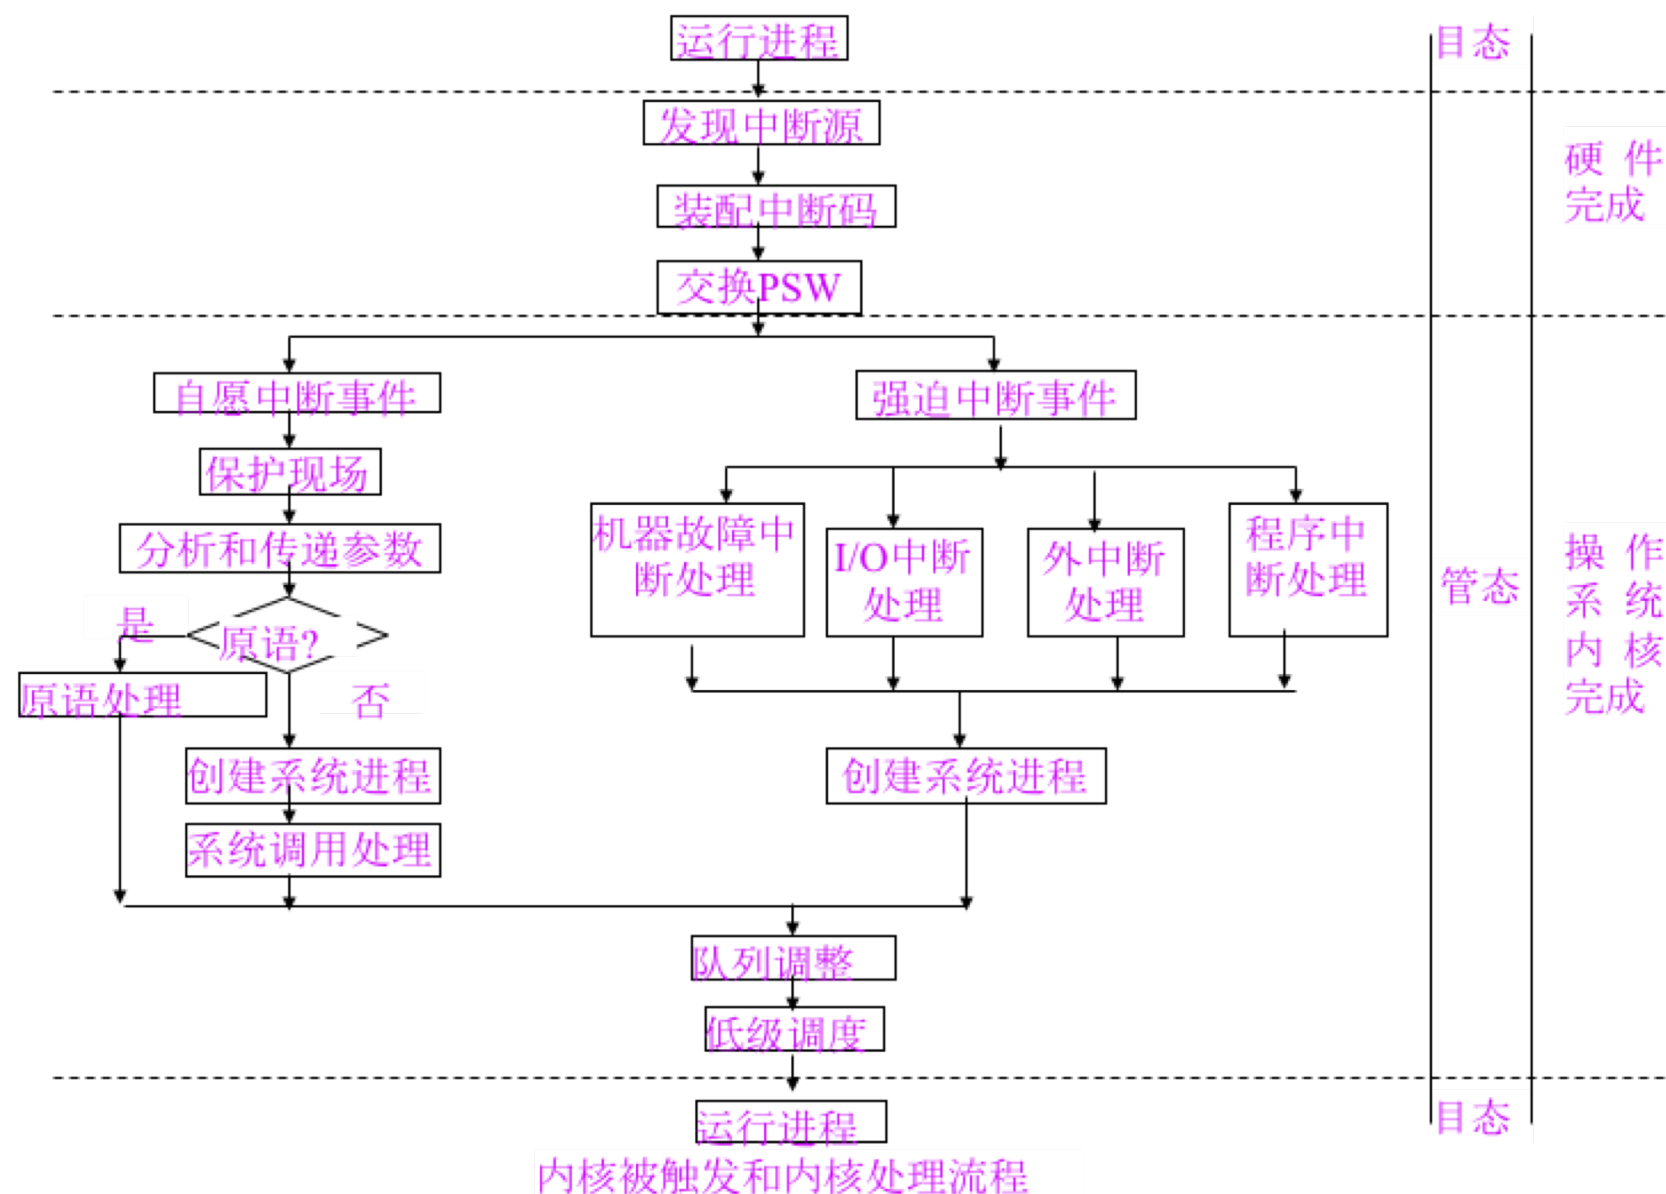 运行进程
目态
发现中断源
硬 件
完成
装配中断码
交换PSW
自愿中断事件
强迫中断事件
保护现场
分析和传递参数
机器故障中
断处理
I/O中断
处理
外中断
处理
程序中
断处理
管态
操 作
系 统
内 核
完成
是
原语?
否
原语处理
创建系统进程
创建系统进程
系统调用处理
队列调整
低级调度
运行进程
目态
内核被触发和内核处理流程